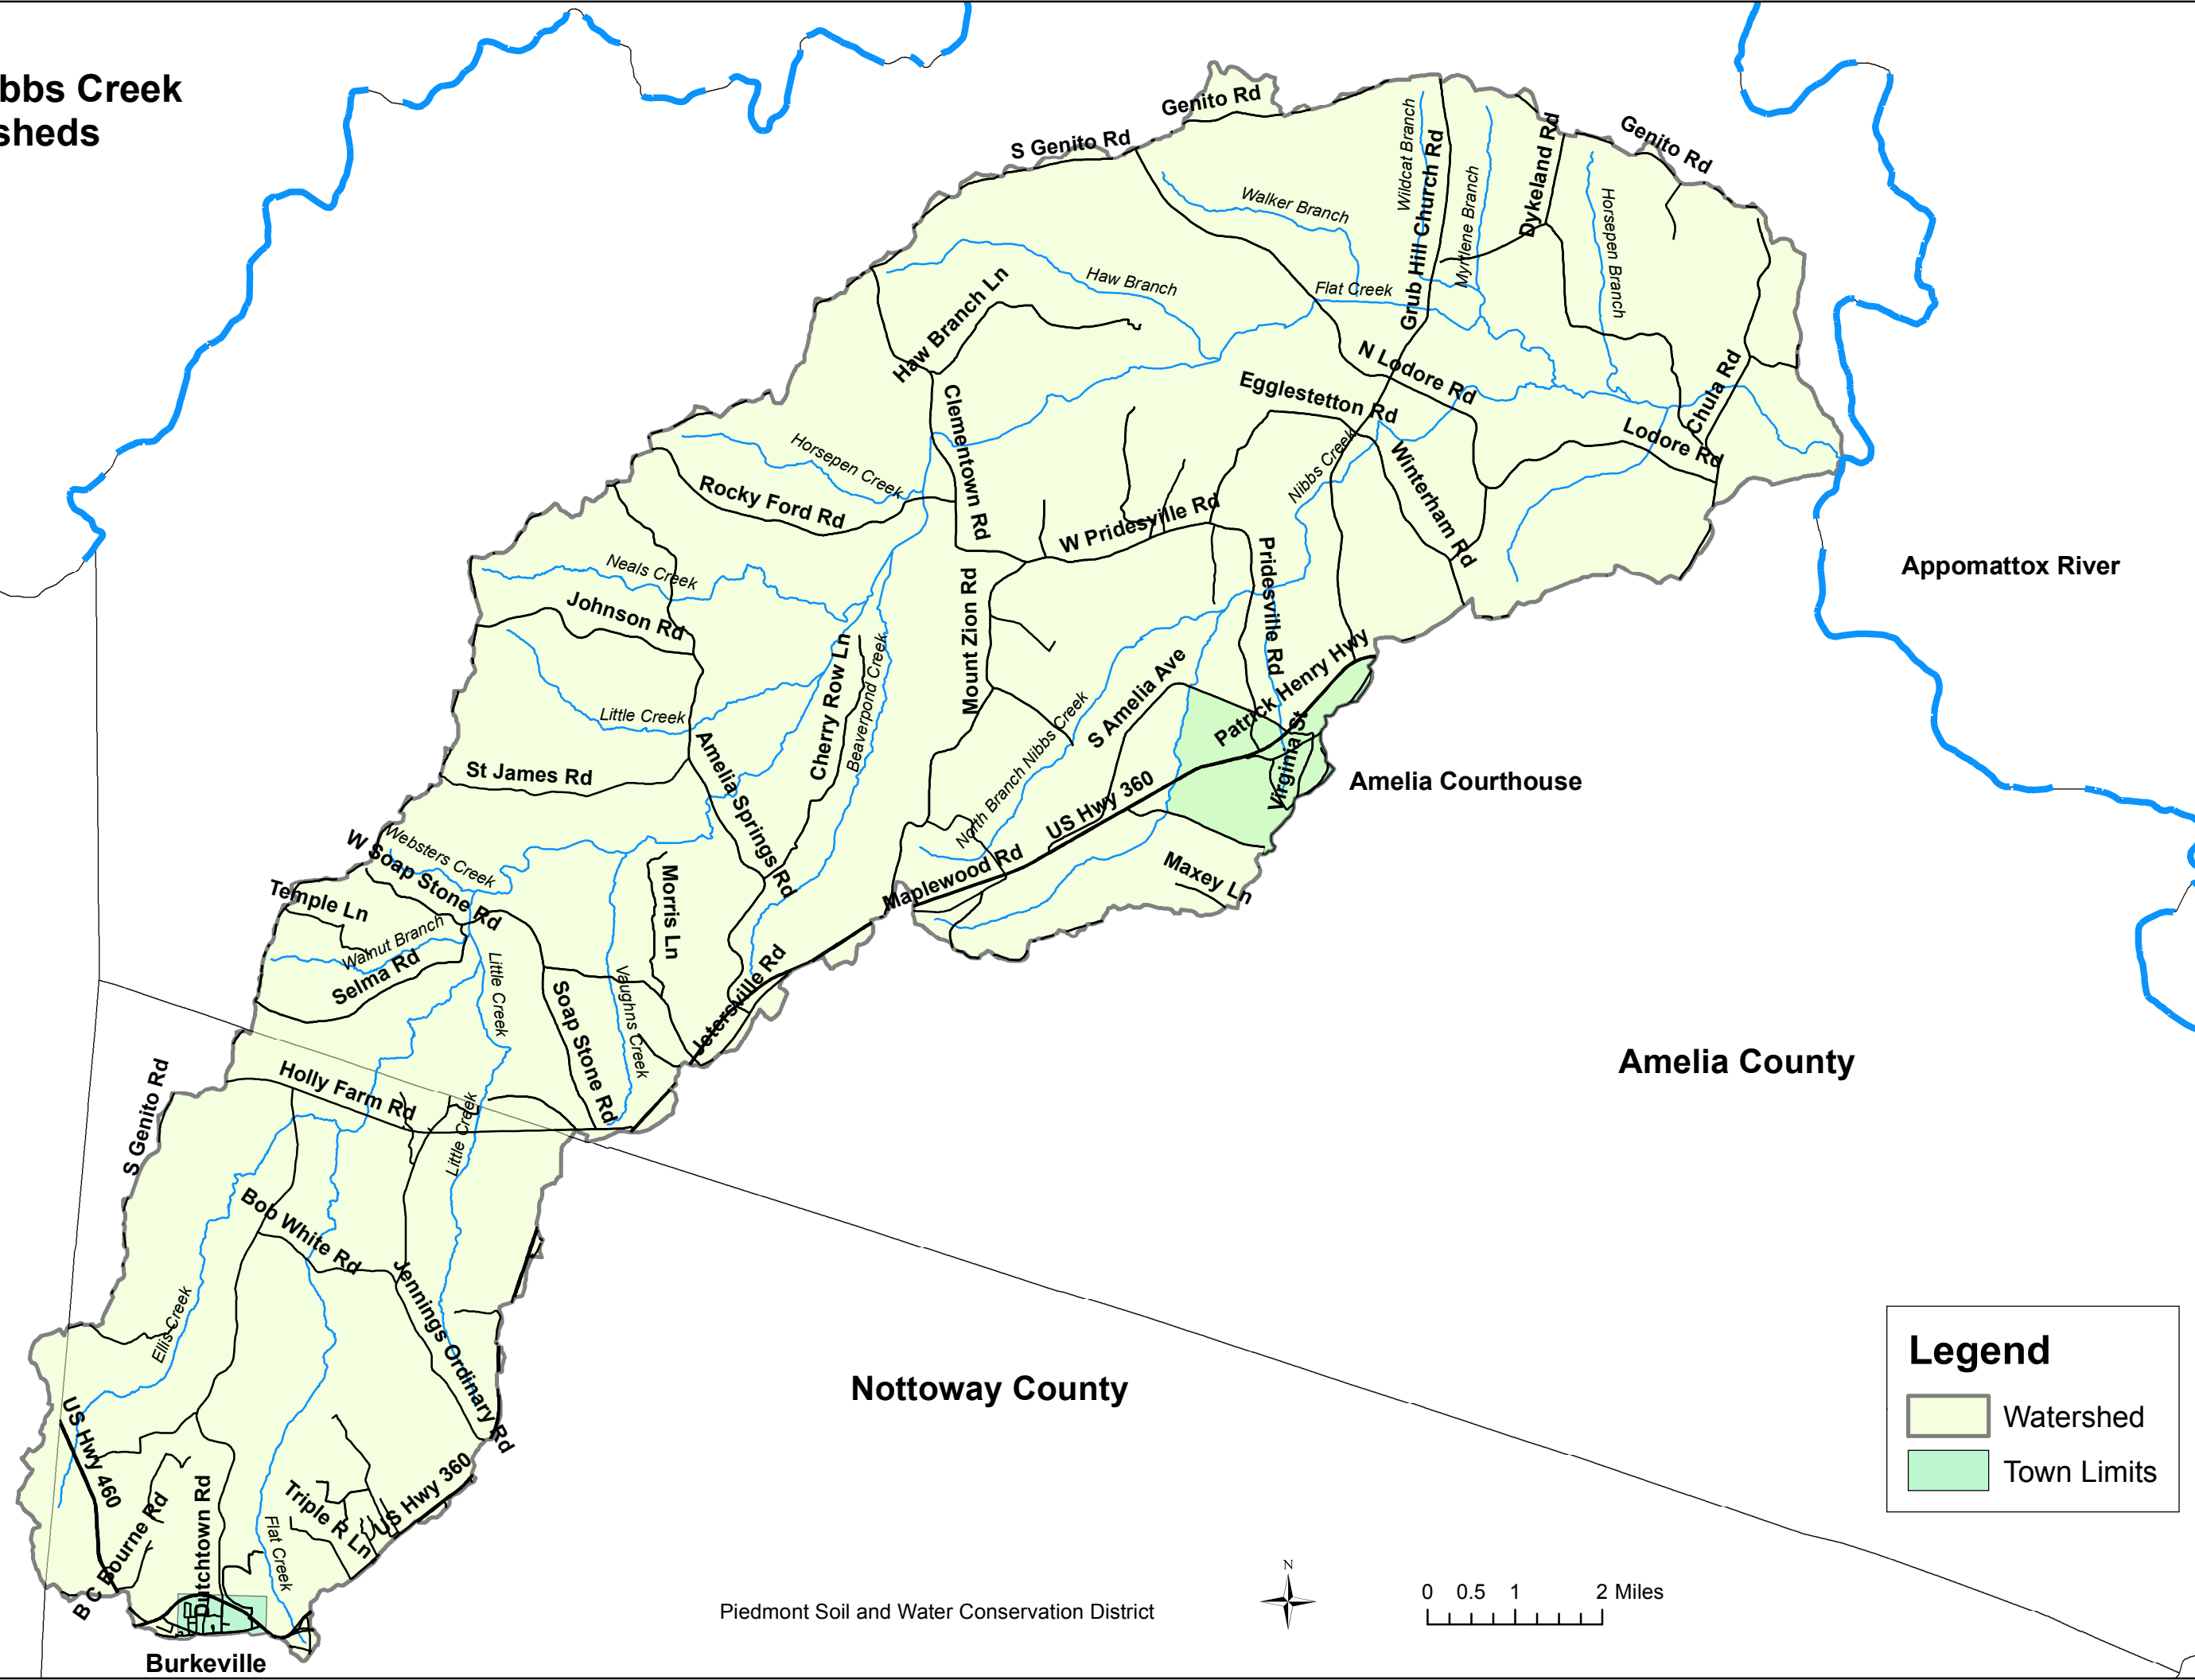 bbs Creek
sheds
Genito Rd
S Genito Rd
Genito Rd
Wildcat Branch
Grub Hill Church Rd
Myrtlene Branch
Dykeland Rd
Horsepen Branch
Walker Branch
Haw Branch
Flat Creek
Haw Branch Ln
N Lodore Rd
Egglestetton Rd
Chula Rd
Lodore Rd
Clementown Rd
Horsepen Creek
Rocky Ford Rd
Nibbs Creek
Winterham Rd
W Pridesville Rd
Pridesville Rd
Appomattox River
Neals Creek
Johnson Rd
Mount Zion Rd
Cherry Row Ln
Beaverpond Creek
Little Creek
S Amelia Ave
Patrick Henry Hwy
Virginia St
North Branch Nibbs Creek
Amelia Courthouse
St James Rd
Amelia Springs Rd
US Hwy 360
Maplewood Rd
Maxey Ln
Websters Creek
W Soap Stone Rd
Temple Ln
Walnut Branch
Selma Rd
Morris Ln
Little Creek
Vaughns Creek
Soap Stone Rd
Jetersville Rd
Amelia County
S Genito Rd
Holly Farm Rd
Little Creek
Bob White Rd
Jennings Ordinary Rd
Ellis Creek
Nottoway County
US Hwy 460
B C Bourne Rd
Dutchtown Rd
Flat Creek
Triple R Ln
US Hwy 360
Burkeville
Legend
Watershed
Town Limits
Piedmont Soil and Water Conservation District
N
0 0.5 1 2 Miles